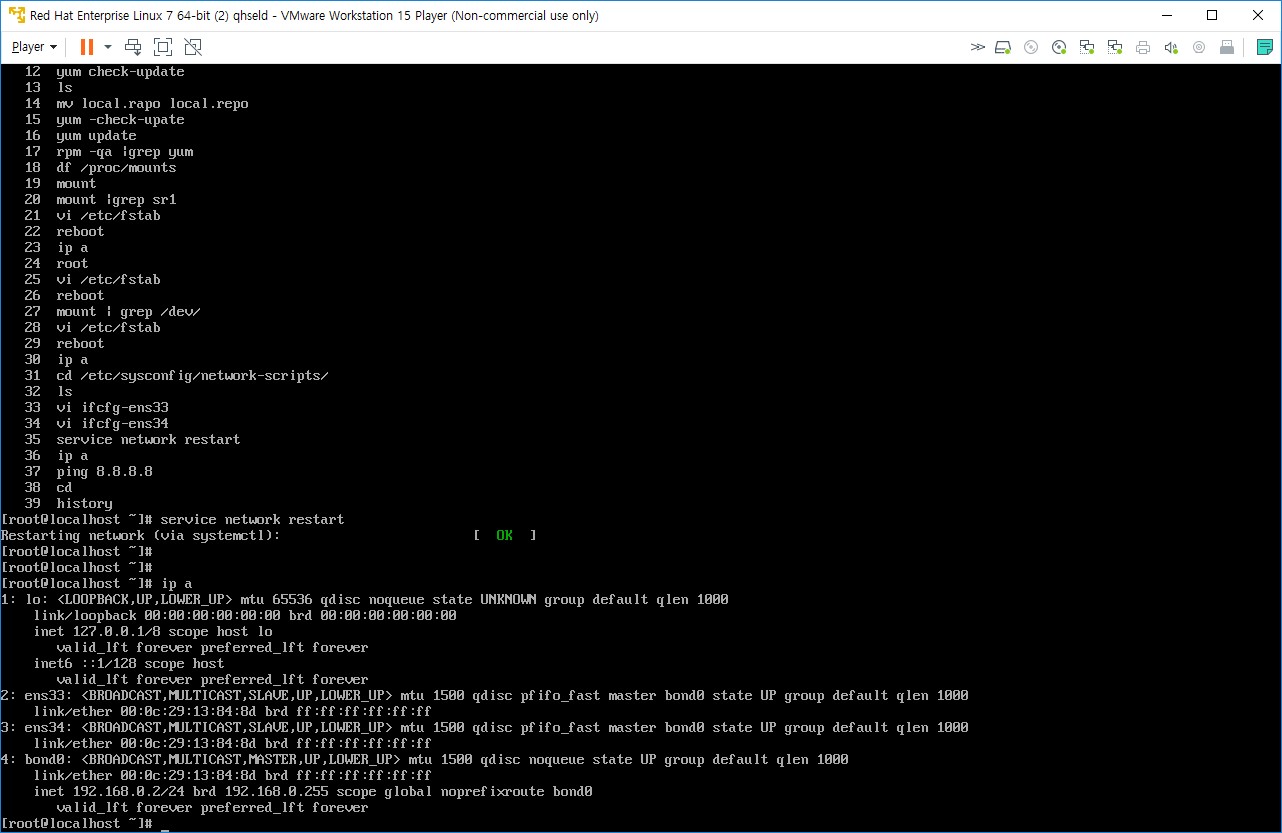 Red Hat Enterprise Linux 7 64-bit (2) qhseld - VMware Workstation 15 Player (Non-commercial use only)
Player
12  yum check-update
13  ls
14  mv local.rapo local.repo
15  yum -check-upate
16  yum update
17  rpm -qa |grep yum
18  df /proc/mounts
19  mount
20  mount |grep sr1
21  vi /etc/fstab
22  reboot
23  ip a
24  root
25  vi /etc/fstab
26  reboot
27  mount | grep /dev/
28  vi /etc/fstab
29  reboot
30  ip a
31  cd /etc/sysconfig/network-scripts/
32  ls
33  vi ifcfg-ens33
34  vi ifcfg-ens34
35  service network restart
36  ip a
37  ping 8.8.8.8
38  cd
39  history
[root@localhost ~]# service network restart
Restarting network (via systemctl):                        [  OK  ]
[root@localhost ~]#
[root@localhost ~]#
[root@localhost ~]# ip a
1: lo: <LOOPBACK,UP,LOWER_UP> mtu 65536 qdisc noqueue state UNKNOWN group default qlen 1000
    link/loopback 00:00:00:00:00:00 brd 00:00:00:00:00:00
    inet 127.0.0.1/8 scope host lo
       valid_lft forever preferred_lft forever
    inet6 ::1/128 scope host
       valid_lft forever preferred_lft forever
2: ens33: <BROADCAST,MULTICAST,SLAVE,UP,LOWER_UP> mtu 1500 qdisc pfifo_fast master bond0 state UP group default qlen 1000
    link/ether 00:0c:29:13:84:8d brd ff:ff:ff:ff:ff:ff
3: ens34: <BROADCAST,MULTICAST,SLAVE,UP,LOWER_UP> mtu 1500 qdisc pfifo_fast master bond0 state UP group default qlen 1000
    link/ether 00:0c:29:13:84:8d brd ff:ff:ff:ff:ff:ff
4: bond0: <BROADCAST,MULTICAST,MASTER,UP,LOWER_UP> mtu 1500 qdisc noqueue state UP group default qlen 1000
    link/ether 00:0c:29:13:84:8d brd ff:ff:ff:ff:ff:ff
    inet 192.168.0.2/24 brd 192.168.0.255 scope global noprefixroute bond0
       valid_lft forever preferred_lft forever
[root@localhost ~]# _